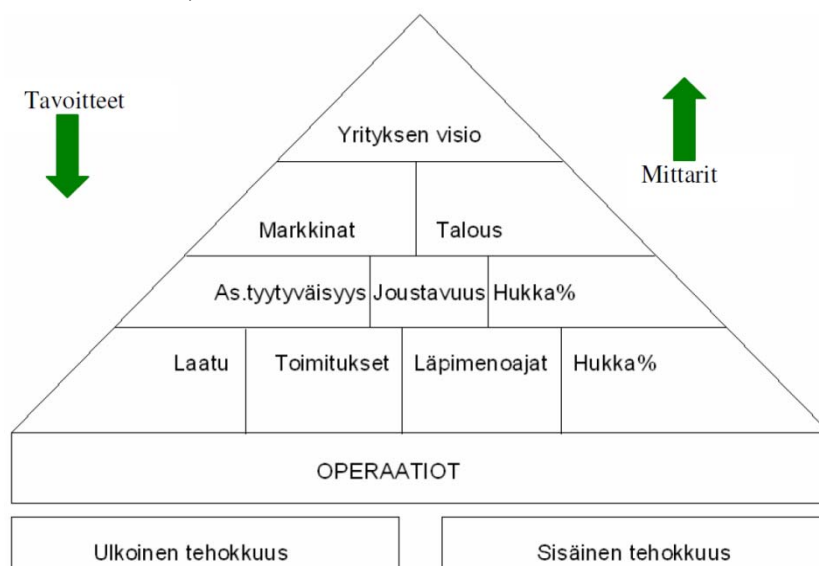 Tavoitteet
Yrityksen visio
Mittarit
Markkinat
Talous
As.tyytyväisyys
Joustavuus
Hukka%
Laatu
Toimitukset
Läpimenoajat
Hukka%
OPERAATIOT
Ulkoinen tehokkuus
Sisäinen tehokkuus